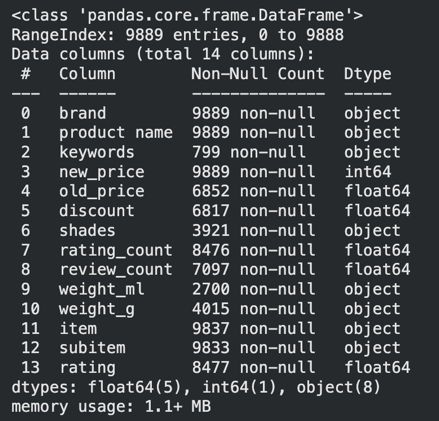 <class 'pandas.core.frame.DataFrame'>
RangeIndex: 9889 entries, 0 to 9888
Data columns (total 14 columns):
 #   Column        Non-Null Count  Dtype
---  ------        --------------  -----
 0   brand         9889 non-null   object
 1   product name  9889 non-null   object
 2   keywords      799 non-null    object
 3   new_price     9889 non-null   int64
 4   old_price     6852 non-null   float64
 5   discount      6817 non-null   float64
 6   shades        3921 non-null   object
 7   rating_count  8476 non-null   float64
 8   review_count  7097 non-null   float64
 9   weight_ml     2700 non-null   object
 10  weight_g      4015 non-null   object
 11  item          9837 non-null   object
 12  subitem       9833 non-null   object
 13  rating        8477 non-null   float64
dtypes: float64(5), int64(1), object(8)
memory usage: 1.1+ MB